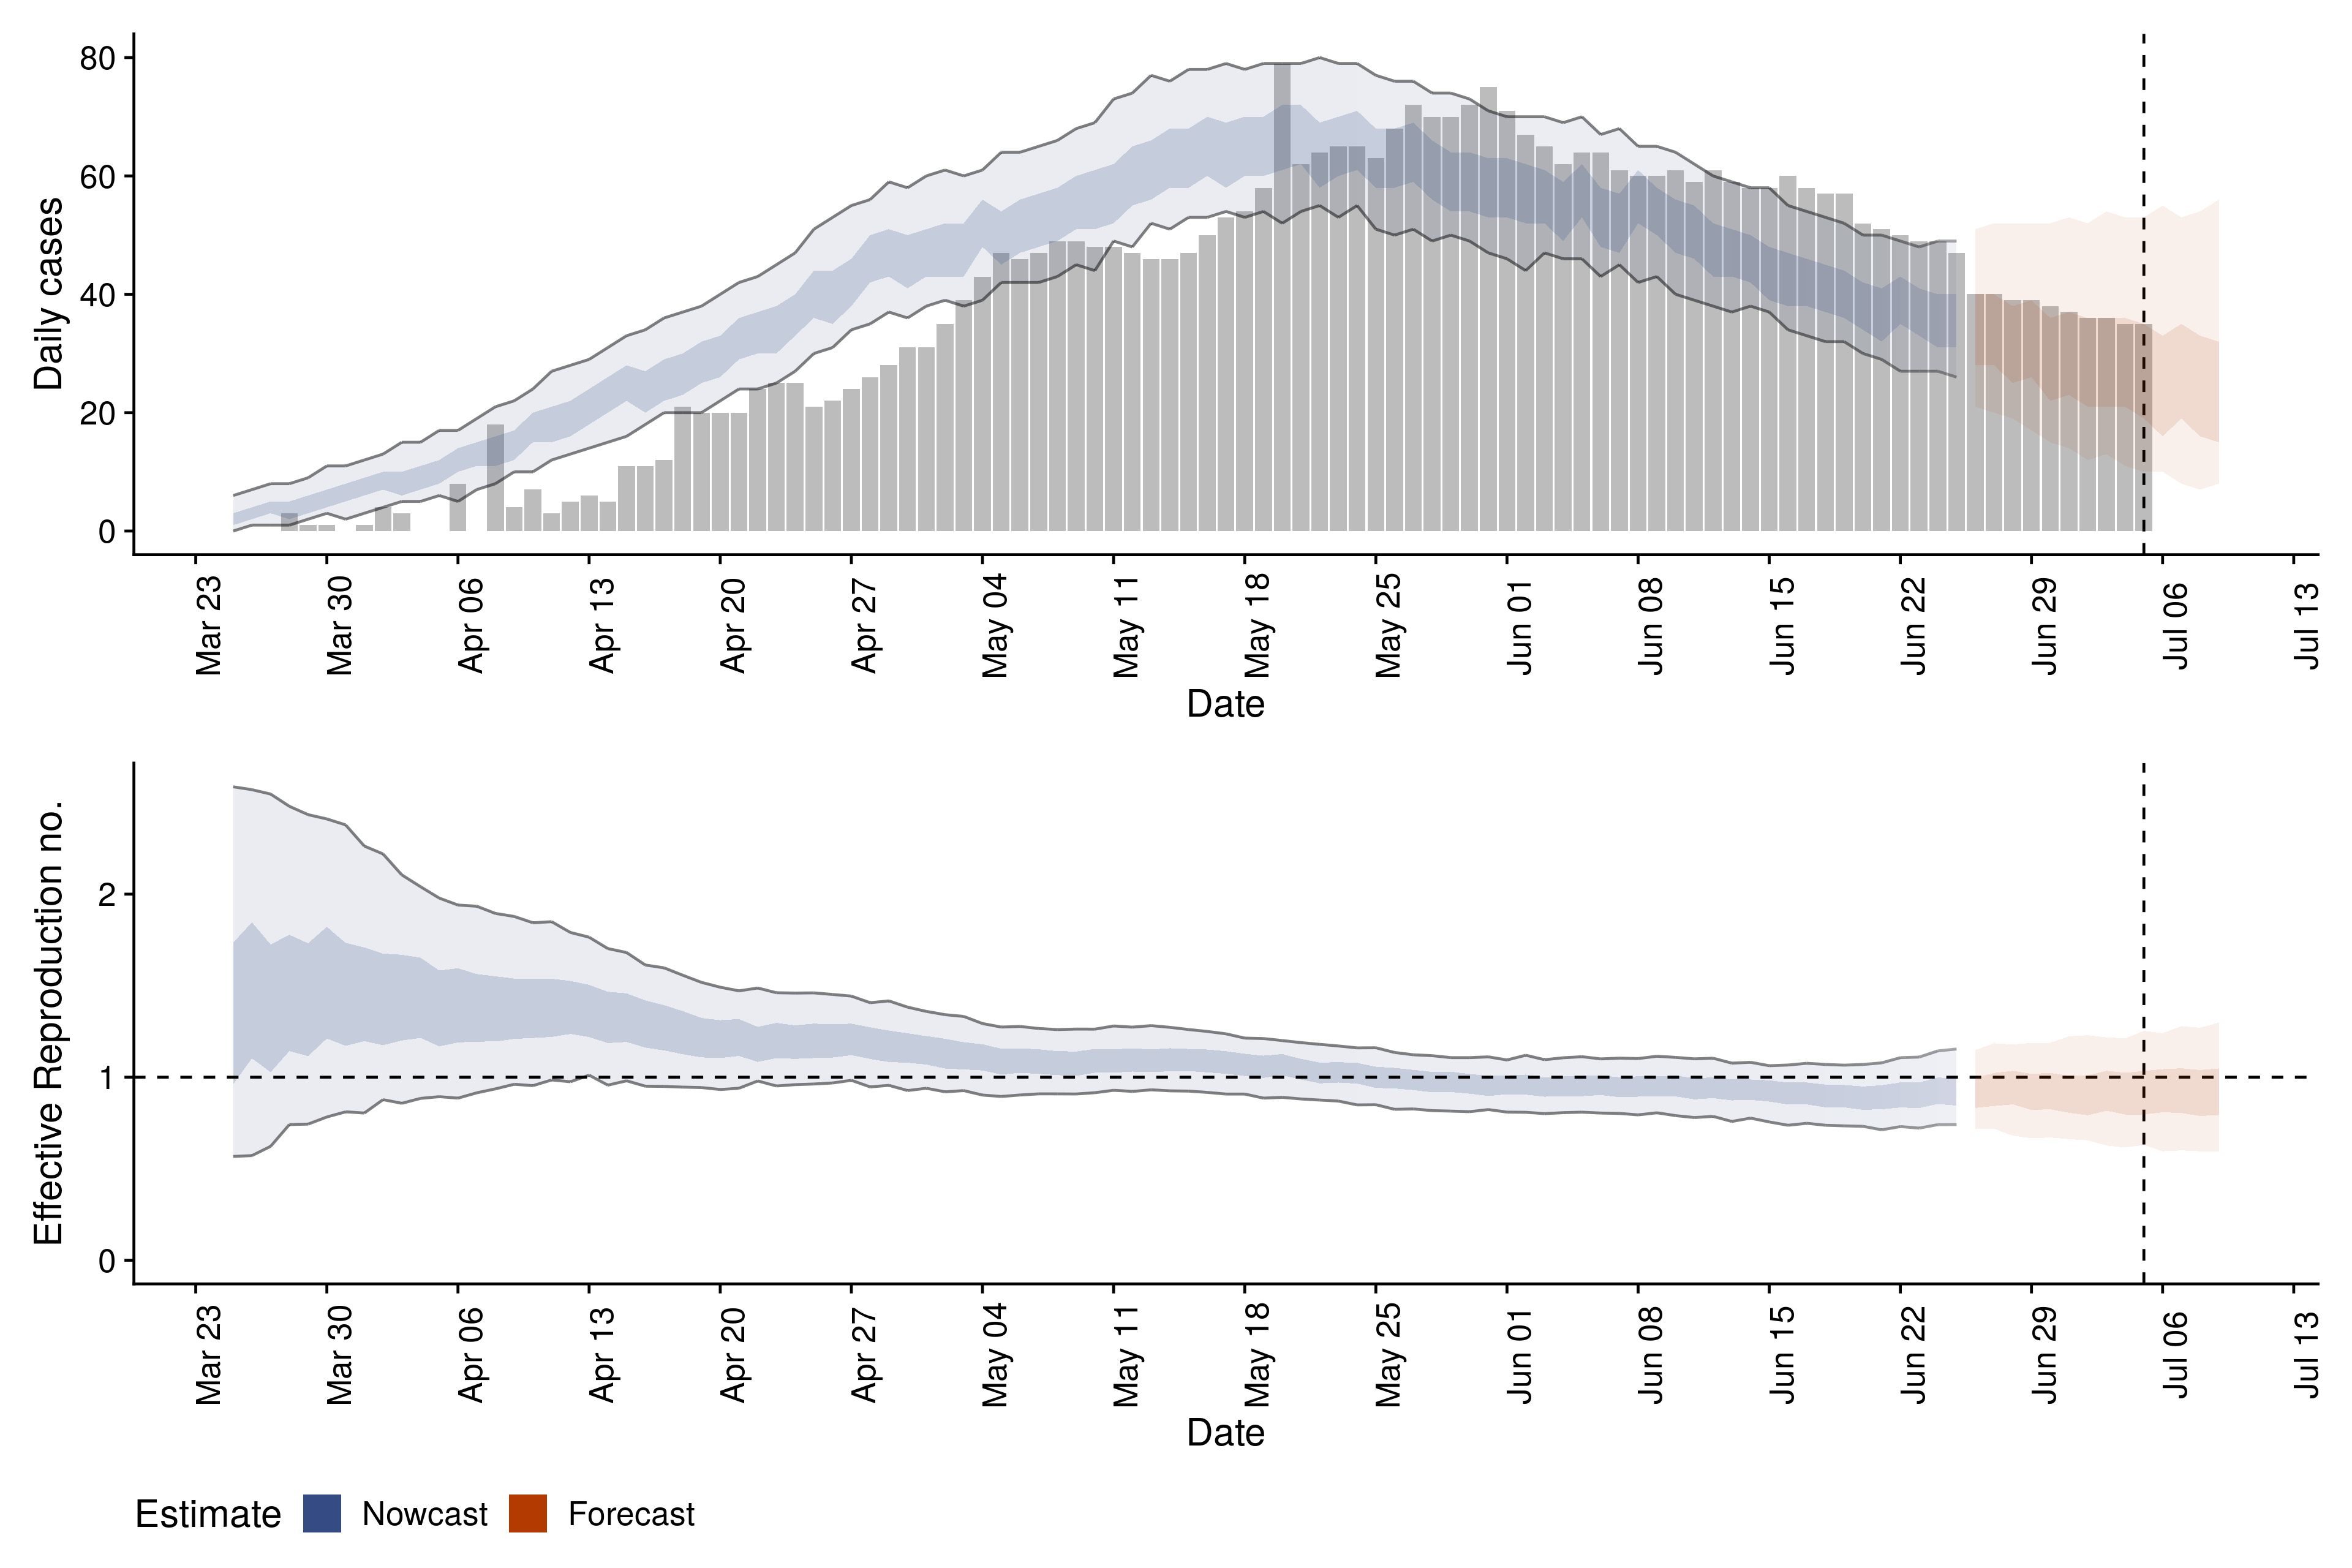 Daily cases
80
60
40
20
0
Mar 23
Mar 30
Apr 06
Apr 13
Apr 20
Apr 27
May 04
May 11
May 18
May 25
Jun 01
Jun 08
Jun 15
Jun 22
Jun 29
Jul 06
Jul 13
Date
Effective Reproduction no.
2
1
0
Mar 23
Mar 30
Apr 06
Apr 13
Apr 20
Apr 27
May 04
May 11
May 18
May 25
Jun 01
Jun 08
Jun 15
Jun 22
Jun 29
Jul 06
Jul 13
Date
Estimate Nowcast Forecast